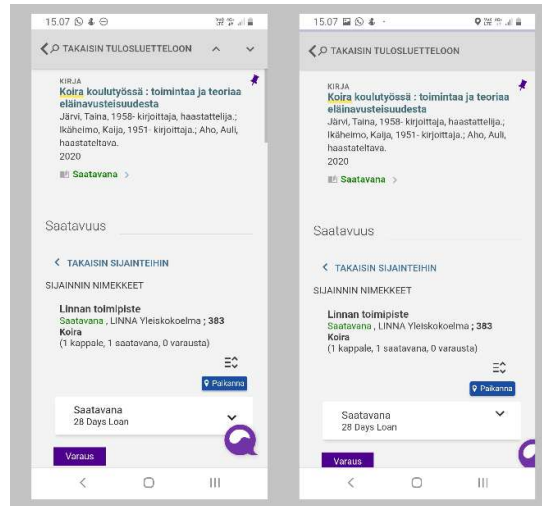 15.07
TAKAISIN TULOSLUETTELOON
KIRJA
Koira koulutyössä : toimintaa ja teoriaa
eläinavusteisuudesta
Järvi, Taina, 1958- kirjoittaja, haastattelija.;
Ikäheimo, Kaija, 1951- kirjoittaja.; Aho, Auli,
haastateltava.
2020
Saatavana
Saatavuus
TAKAISIN SIJAINTEIHIN
SIJAINNIN NIMEKKEET
Linnan toimipiste
Saatavana , LINNA Yleiskokoelma ; 383
Koira
(1 kappale, 1 saatavana, 0 varausta)
Paikanna
Saatavana
28 Days Loan
Varaus
15.07
TAKAISIN TULOSLUETTELOON
KIRJA
Koira koulutyössä : toimintaa ja teoriaa
eläinavusteisuudesta
Järvi, Taina, 1958- kirjoittaja, haastattelija.;
Ikäheimo, Kaija, 1951- kirjoittaja.; Aho, Auli,
haastateltava.
2020
Saatavana
Saatavuus
TAKAISIN SIJAINTEIHIN
SIJAINNIN NIMEKKEET
Linnan toimipiste
Saatavana , LINNA Yleiskokoelma ; 383
Koira
(1 kappale, 1 saatavana, 0 varausta)
Paikanna
Saatavana
28 Days Loan
Varaus